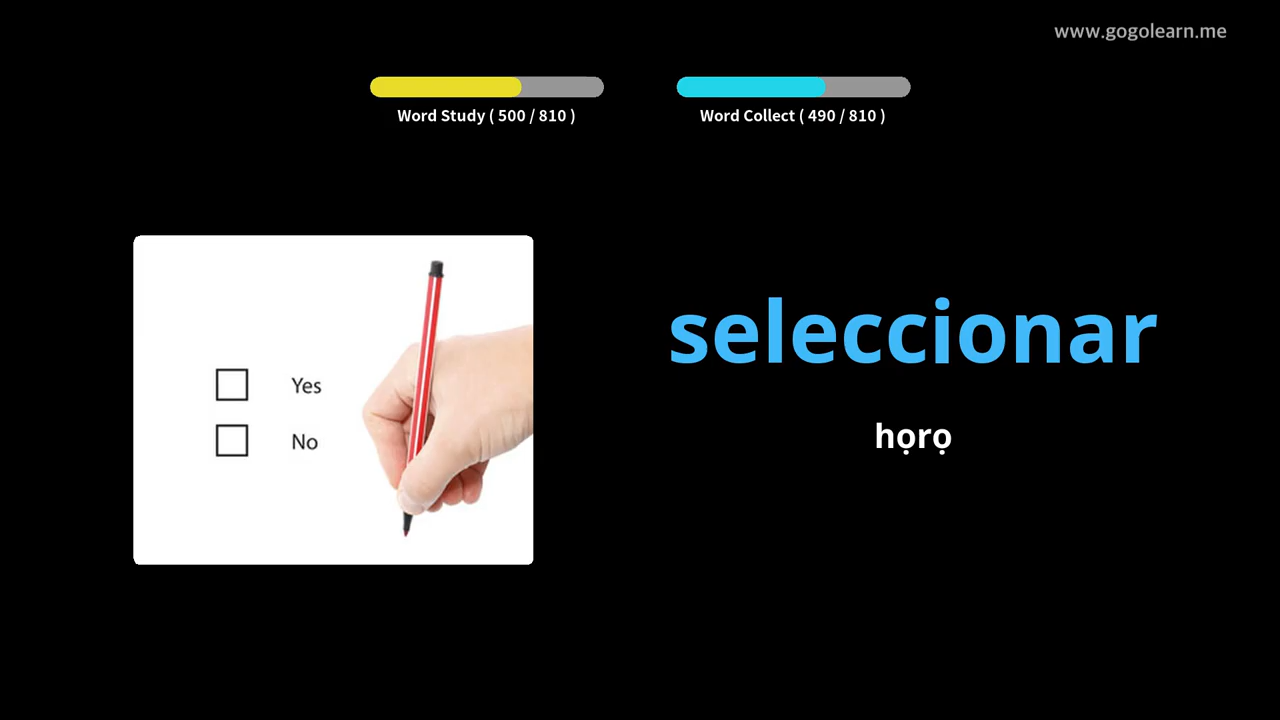 www.gogolearn.me
Word Study ( 500 / 810 )
Word Collect ( 490 / 810 )
Yes
No
seleccionar
họrọ